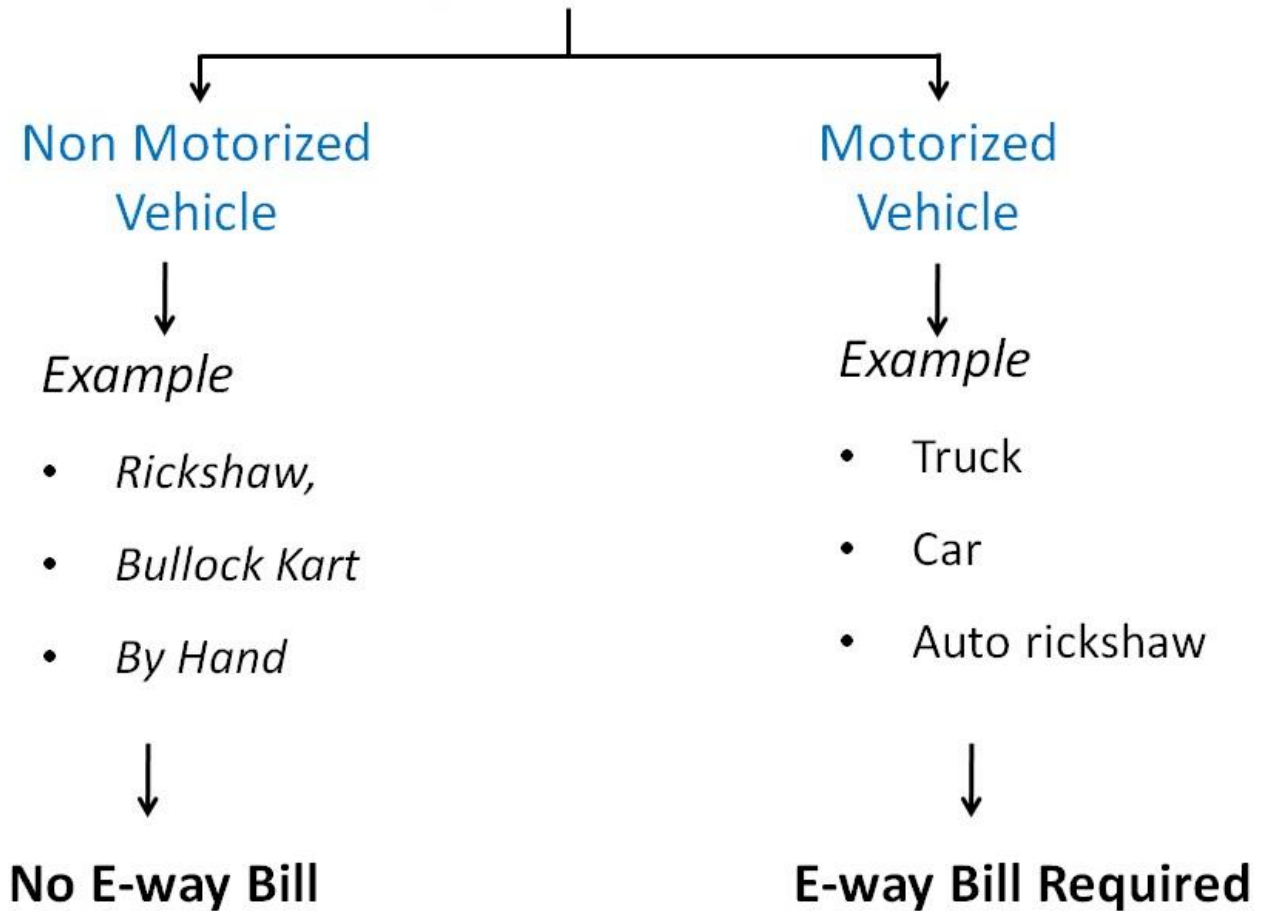 Non Motorized
Vehicle
Example
• Rickshaw,
• Bullock Kart
• By Hand
No E-way Bill
Motorized
Vehicle
Example
• Truck
• Car
• Auto rickshaw
E-way Bill Required